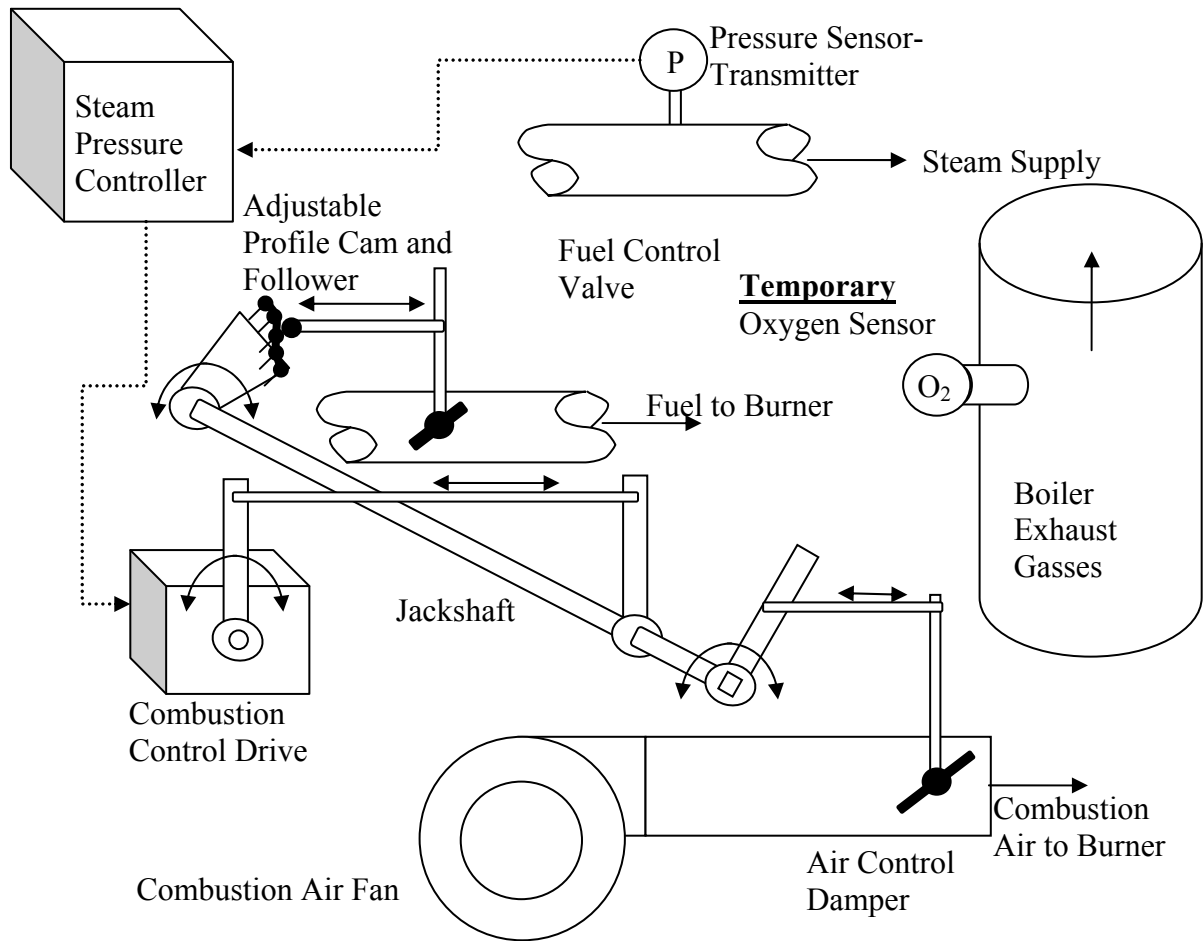 Steam
Pressure
Controller
P
Pressure Sensor-
Transmitter
Steam Supply
Adjustable
Profile Cam and
Follower
Fuel Control
Valve
Temporary
Oxygen Sensor
O₂
Fuel to Burner
Boiler
Exhaust
Gasses
Jackshaft
Combustion
Control Drive
Combustion
Air to Burner
Air Control
Damper
Combustion Air Fan